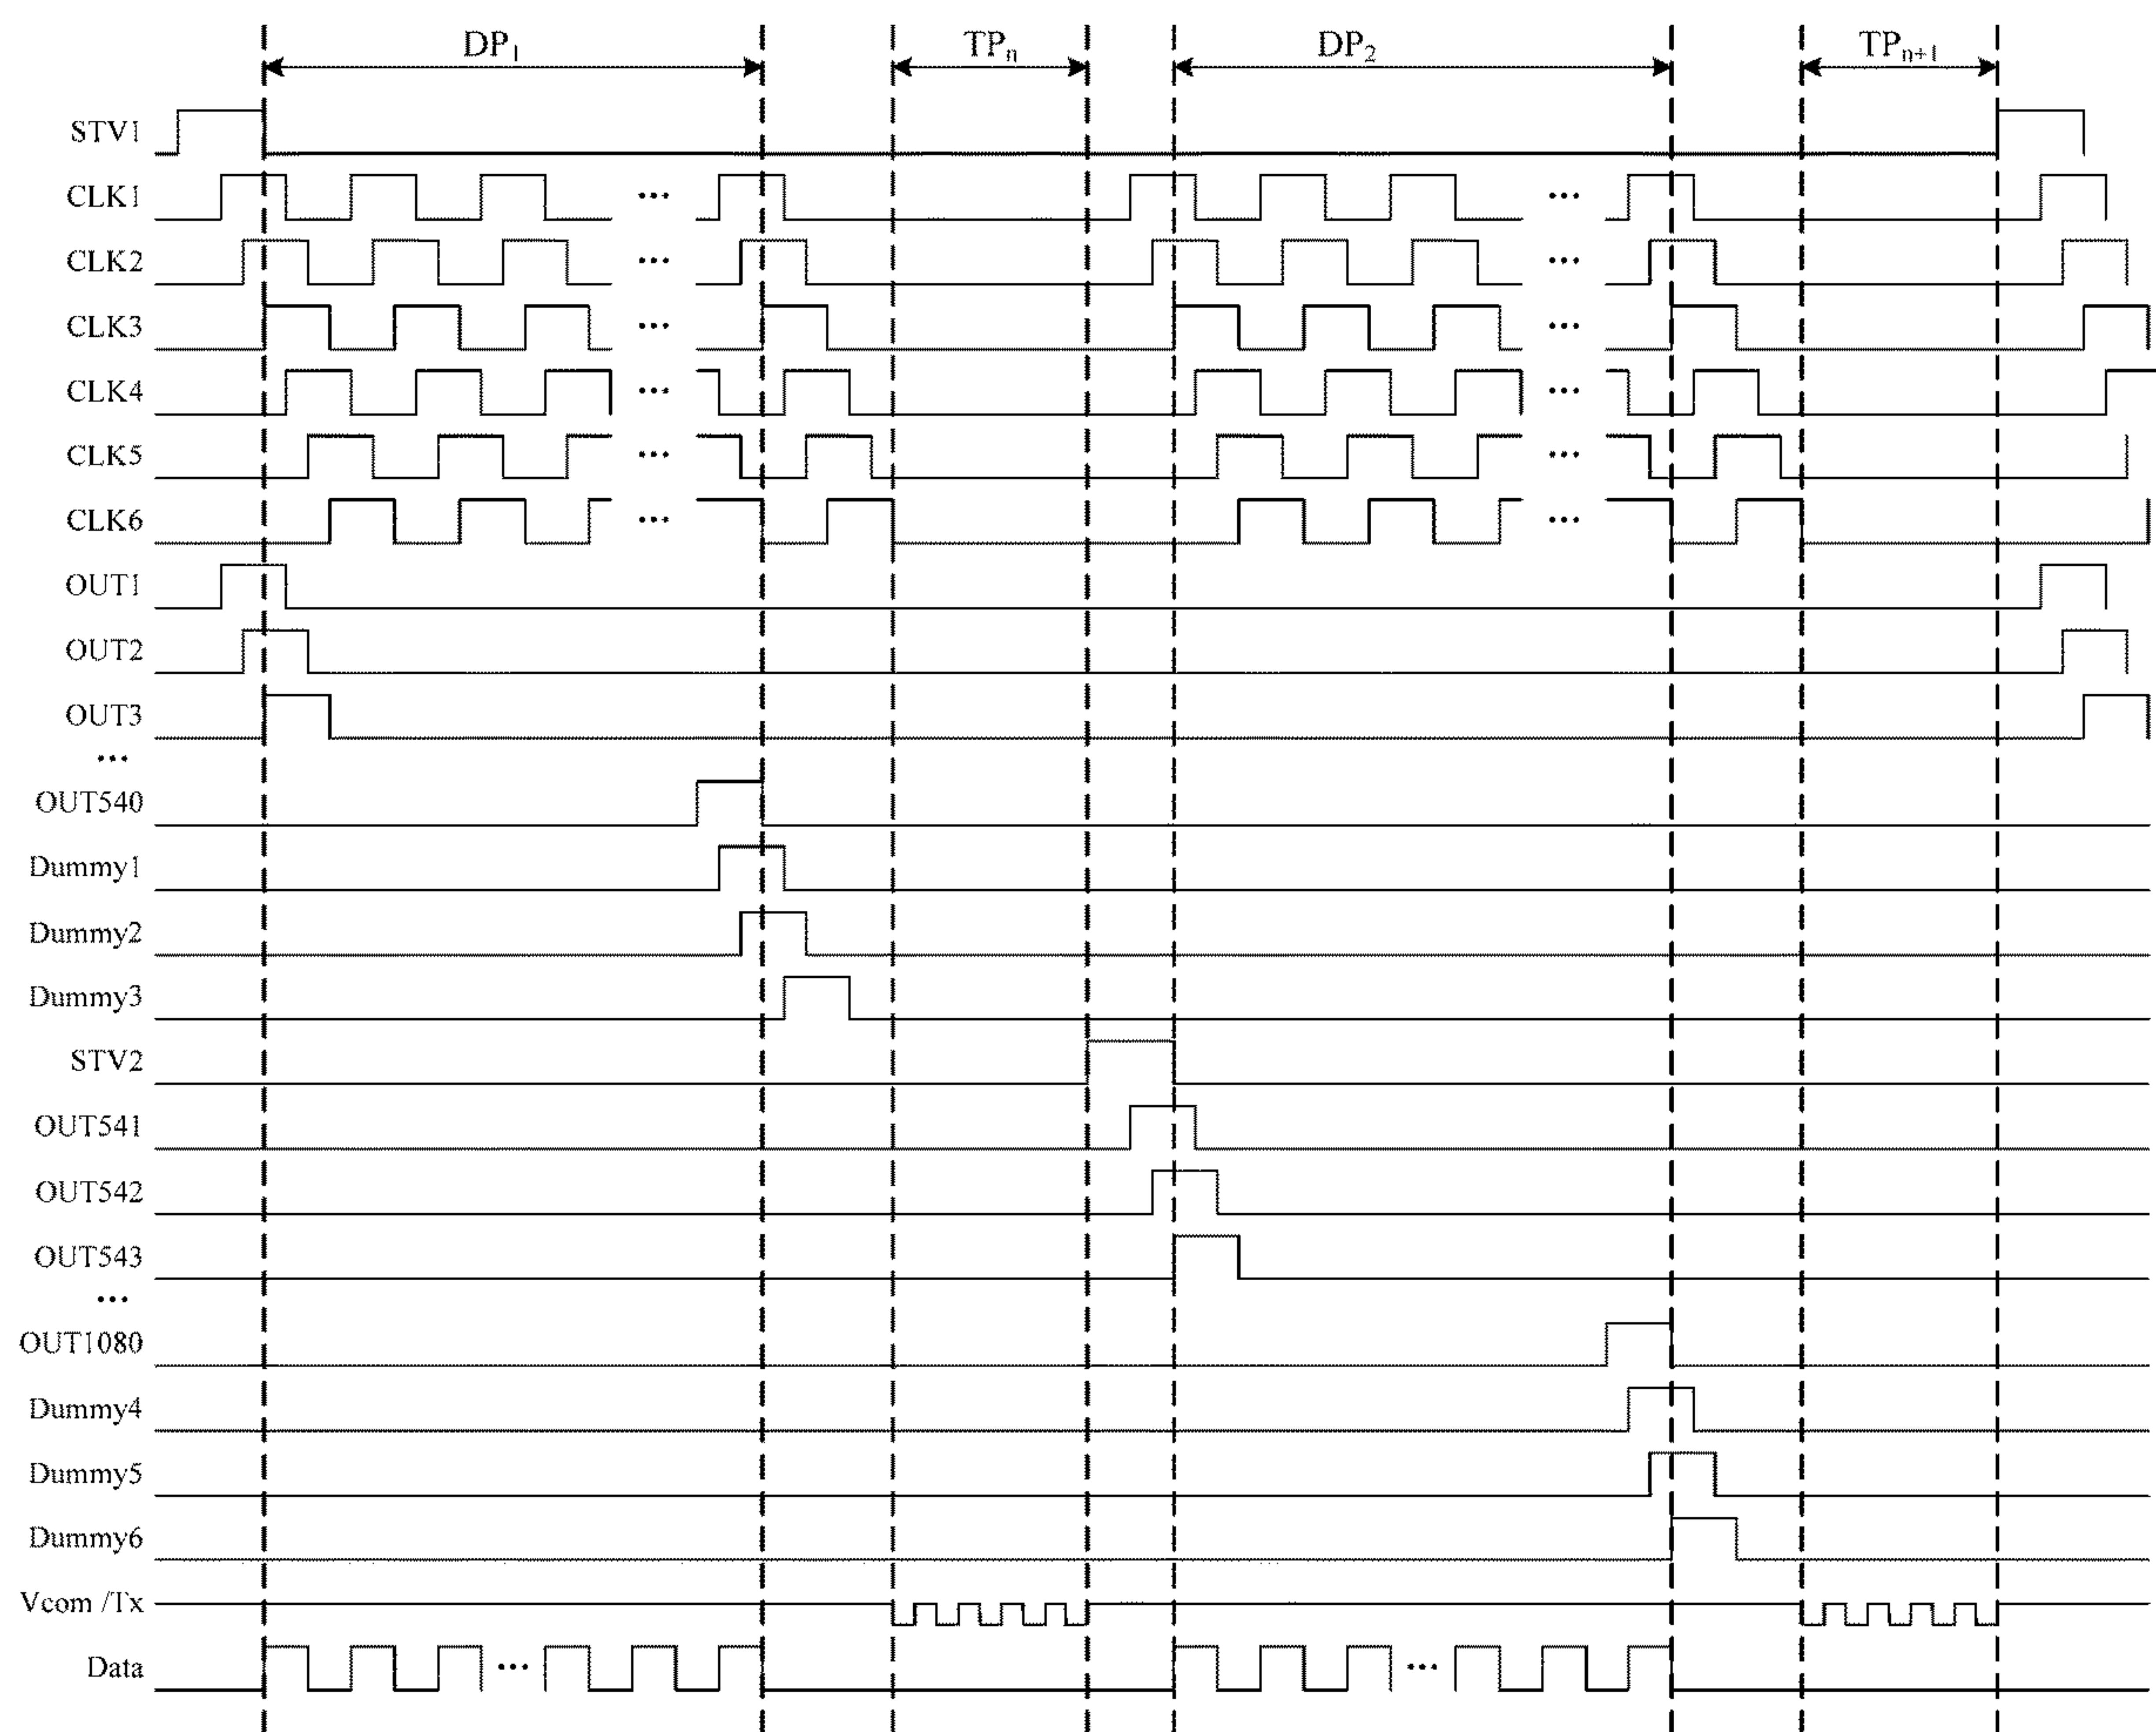 DP1 TPn DP2 TPn+1
STV1
CLK1 ... ...
CLK2 ... ...
CLK3 ... ...
CLK4 ... ...
CLK5 ... ...
CLK6 ... ...
OUT1
OUT2
OUT3
...
OUT540
Dummy1
Dummy2
Dummy3
STV2
OUT541
OUT542
OUT543
...
OUT1080
Dummy4
Dummy5
Dummy6
Vcom /Tx
Data ... ...